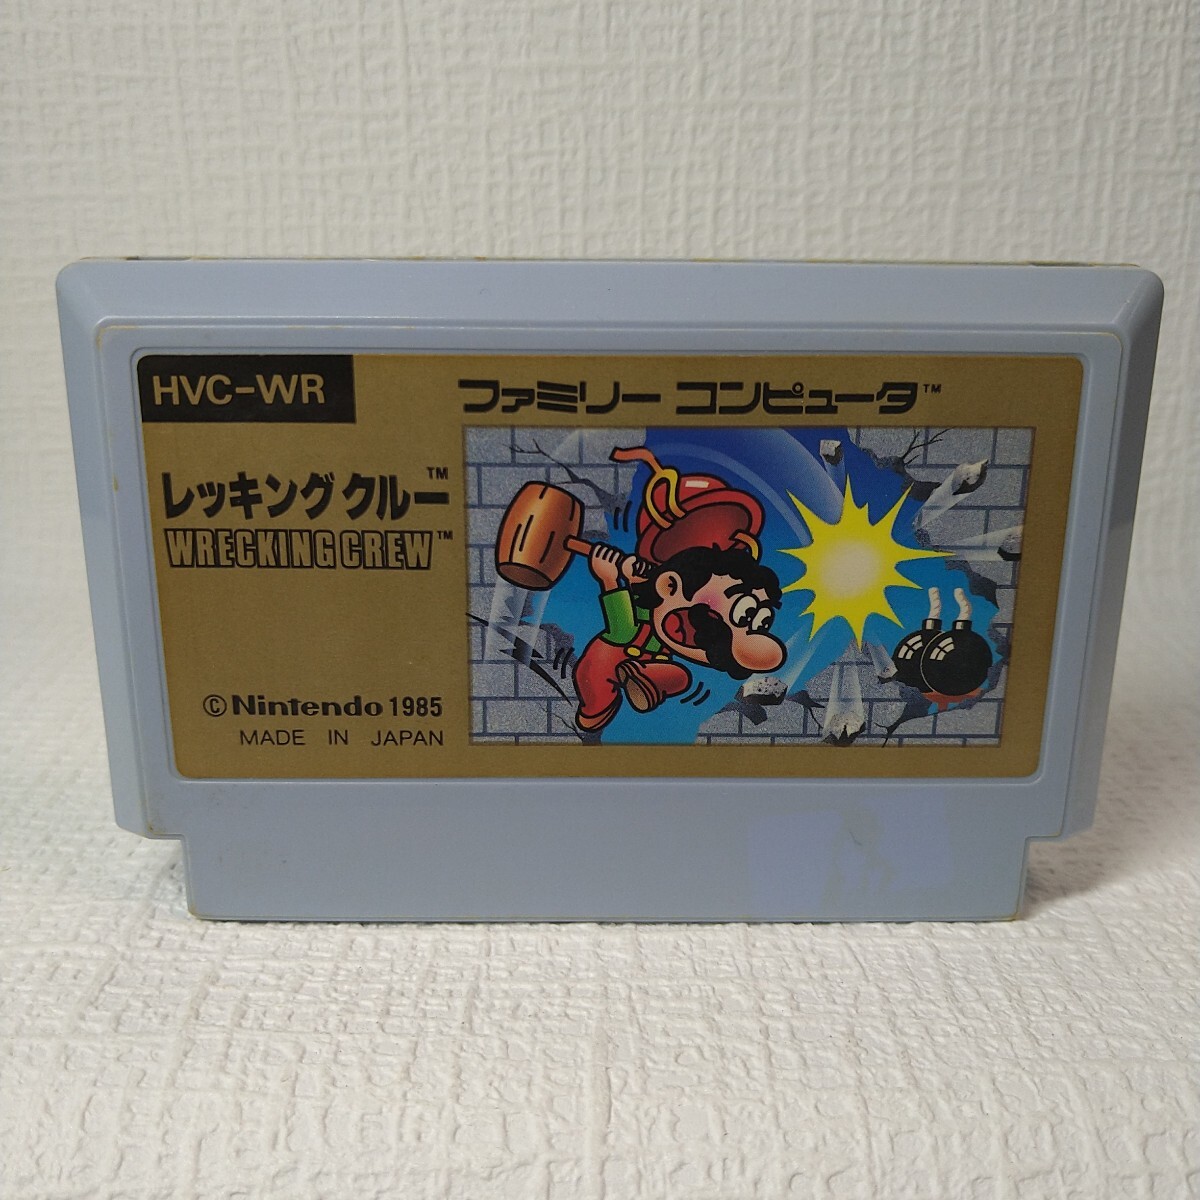 HVC-WR
ファミリー コンピュータ™
レッキングクルー™
WRECKING CREW™
©Nintendo 1985
MADE IN JAPAN